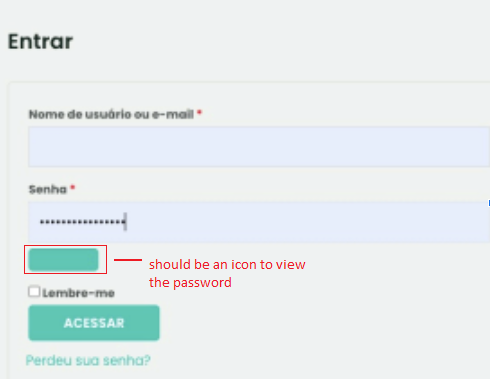 Entrar
Nome de usuário ou e-mail *
Senha *
should be an icon to view
the password
Lembre-me
ACESSAR
Perdeu sua senha?